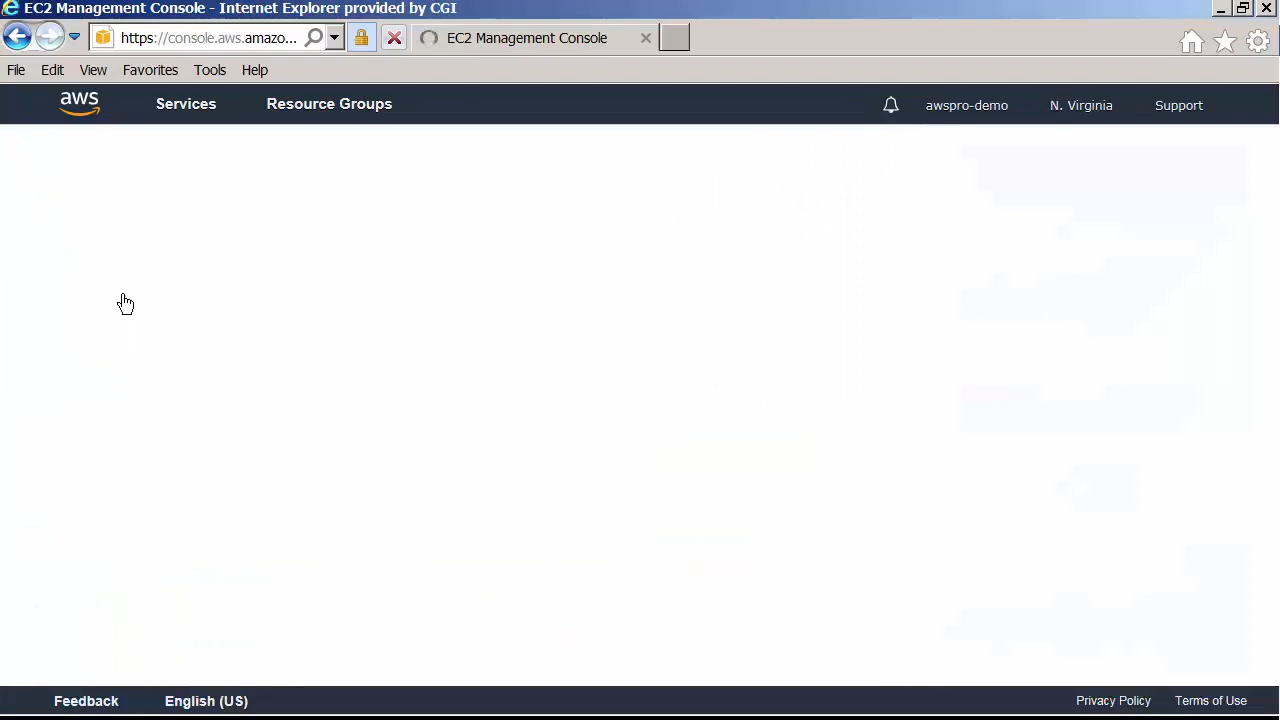 EC2 Management Console - Internet Explorer provided by CGI
https://console.aws.amazo...
EC2 Management Console
File Edit View Favorites Tools Help
aws Services Resource Groups awspro-demo N. Virginia Support
Feedback English (US) Privacy Policy Terms of Use